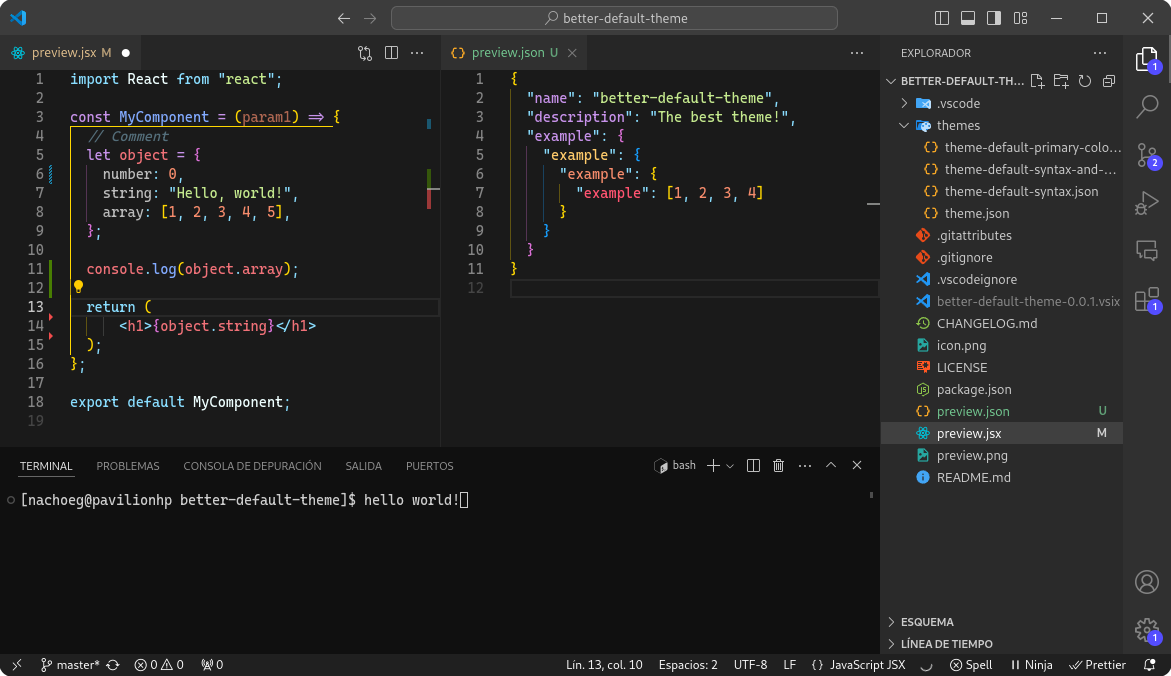 better-default-theme
preview.jsx M
preview.json U
1 import React from "react";
2
3 const MyComponent = (param1) => {
4 // Comment
5 let object = {
6 number: 0,
7 string: "Hello, world!",
8 array: [1, 2, 3, 4, 5],
9 };
10
11 console.log(object.array);
12
13 return (
14 <h1>{object.string}</h1>
15 );
16 };
17
18 export default MyComponent;
19
1 {
2 "name": "better-default-theme",
3 "description": "The best theme!",
4 "example": {
5 "example": {
6 "example": {
7 "example": [1, 2, 3, 4]
8 }
9 }
10 }
11 }
12
EXPLORADOR
BETTER-DEFAULT-TH...
.vscode
themes
theme-default-primary-colo...
theme-default-syntax-and-...
theme-default-syntax.json
theme.json
.gitattributes
.gitignore
.vscodeignore
better-default-theme-0.0.1.vsix
CHANGELOG.md
icon.png
LICENSE
package.json
preview.json U
preview.jsx M
preview.png
README.md
ESQUEMA
LÍNEA DE TIEMPO
1
2
1
1
TERMINAL PROBLEMAS CONSOLA DE DEPURACIÓN SALIDA PUERTOS
bash
[nachoeg@pavilionhp better-default-theme]$ hello world!
master* 0 0 0 Lín. 13, col. 10 Espacios: 2 UTF-8 LF {} JavaScript JSX Spell Ninja Prettier